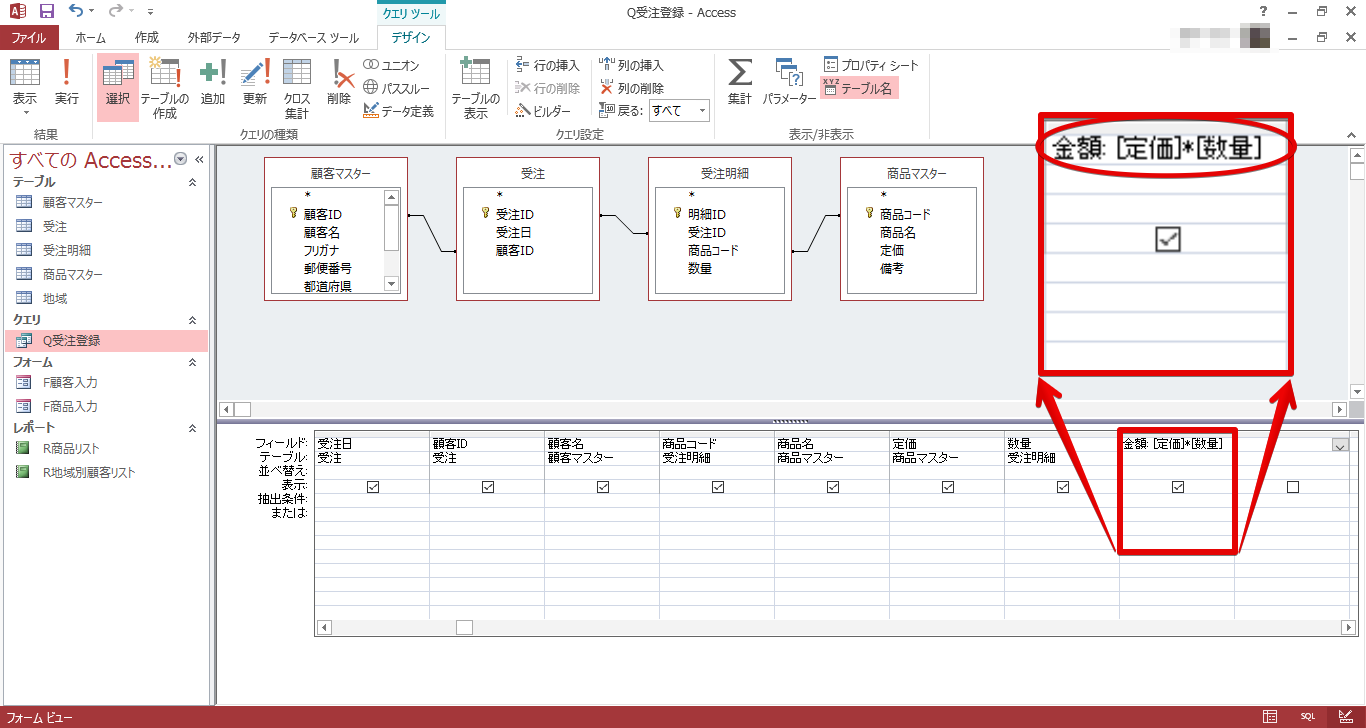 Q受注登録 - Access
クエリ ツール
ファイル
ホーム
作成
外部データ
データベース ツール
デザイン
表示
実行
結果
選択
テーブルの
作成
追加
更新
クロス
集計
削除
ユニオン
パススルー
データ定義
クエリの種類
テーブルの
表示
行の挿入
行の削除
ビルダー
列の挿入
列の削除
戻る: すべて
クエリ設定
集計
パラメーター
プロパティ シート
XYZ
テーブル名
表示/非表示
すべての Access...
テーブル
顧客マスター
受注
受注明細
商品マスター
地域
クエリ
Q受注登録
フォーム
F顧客入力
F商品入力
レポート
R商品リスト
R地域別顧客リスト
顧客マスター
*
顧客ID
顧客名
フリガナ
郵便番号
都道府県
受注
*
受注ID
受注日
顧客ID
受注明細
*
明細ID
受注ID
商品コード
数量
商品マスター
*
商品コード
商品名
定価
備考
金額: [定価]*[数量]
フィールド: 受注日 顧客ID 顧客名 商品コード 商品名 定価 数量 金額: [定価]*[数量]
テーブル: 受注 受注 顧客マスター 受注明細 商品マスター 商品マスター 受注明細
並べ替え:
表示:
抽出条件:
または:
フォーム ビュー
SQL